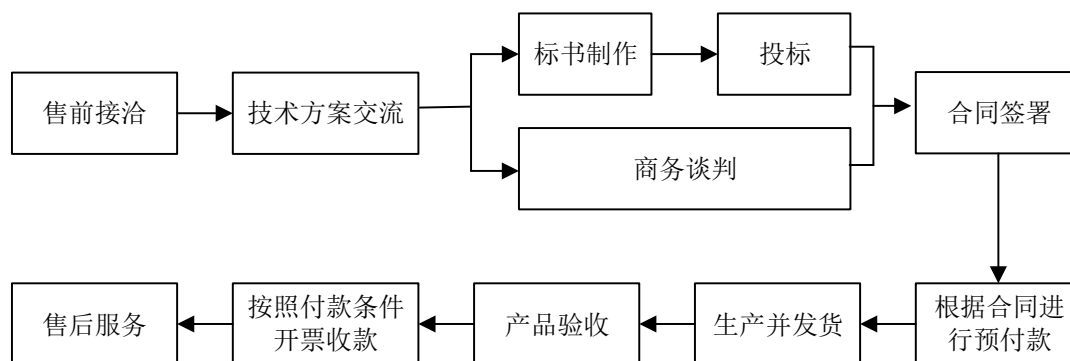 售前接洽
技术方案交流
标书制作
投标
商务谈判
合同签署
根据合同进
行预付款
生产并发货
产品验收
按照付款条件
开票收款
售后服务